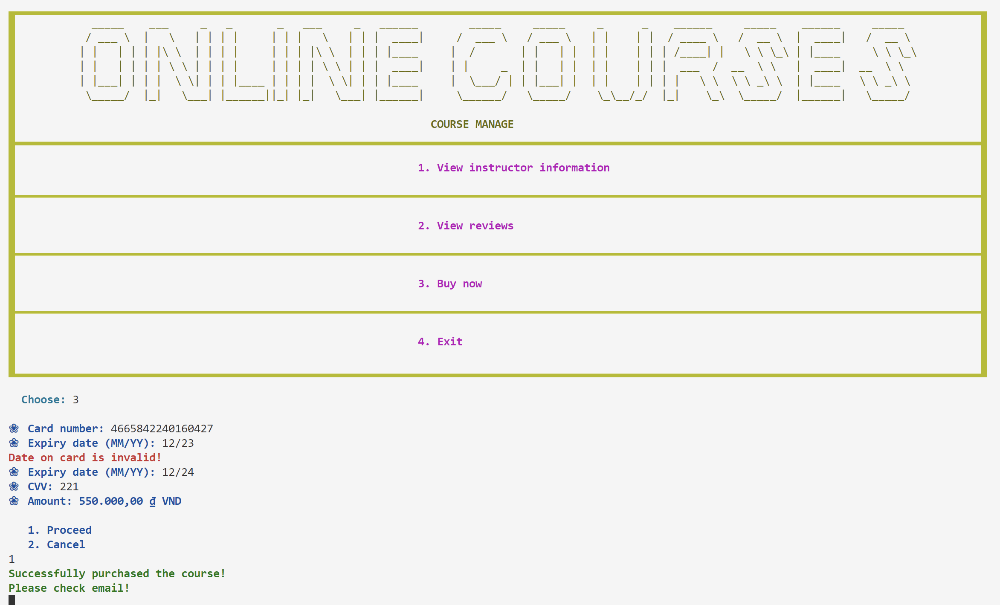 ONLINE COURSES
COURSE MANAGE
1. View instructor information
2. View reviews
3. Buy now
4. Exit
Choose: 3
❀ Card number: 4665842240160427
❀ Expiry date (MM/YY): 12/23
Date on card is invalid!
❀ Expiry date (MM/YY): 12/24
❀ CVV: 221
❀ Amount: 550.000,00 ₫ VND
1. Proceed
2. Cancel
1
Successfully purchased the course!
Please check email!